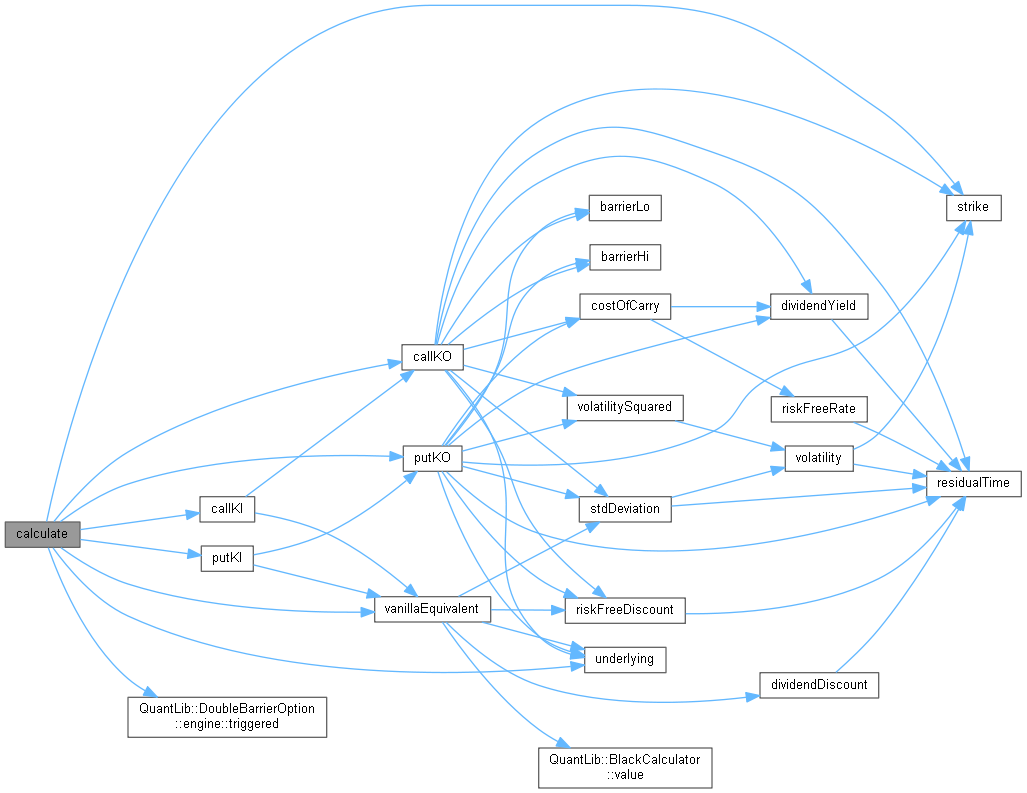 barrierLo
strike
barrierHi
costOfCarry
dividendYield
callKO
volatilitySquared
riskFreeRate
putKO
volatility
residualTime
callKI
stdDeviation
calculate
putKI
vanillaEquivalent
riskFreeDiscount
underlying
dividendDiscount
QuantLib::DoubleBarrierOption
::engine::triggered
QuantLib::BlackCalculator
::value